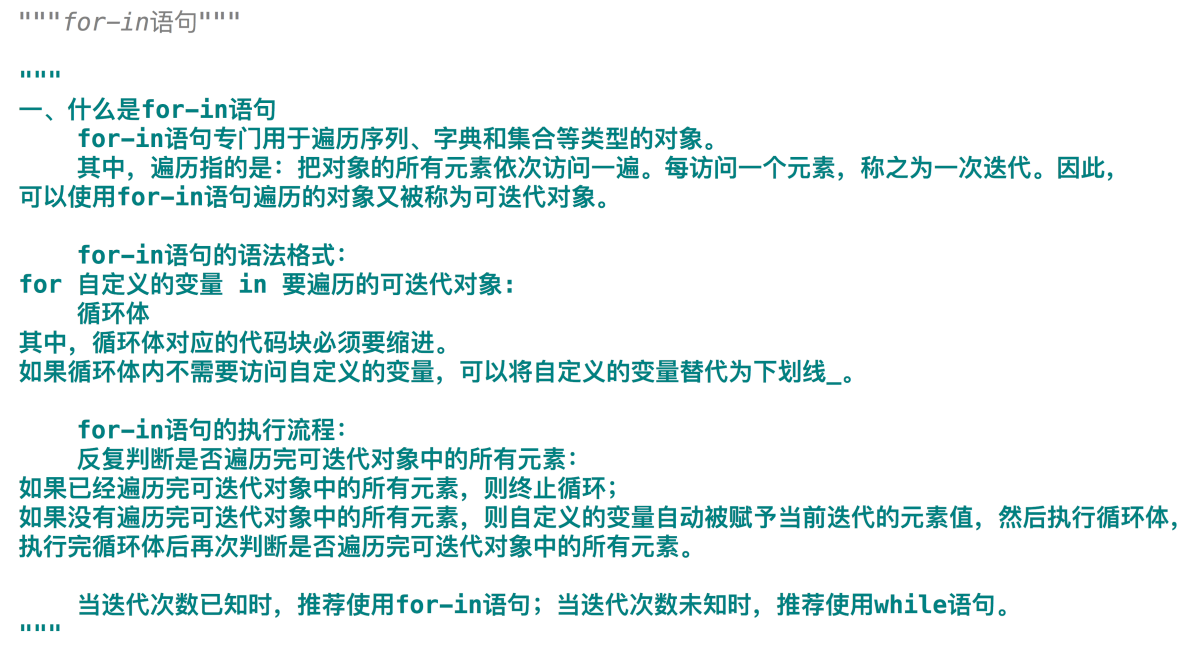 """for-in语句"""
"""
一、什么是for-in语句
for-in语句专门用于遍历序列、字典和集合等类型的对象。
其中，遍历指的是：把对象的所有元素依次访问一遍。每访问一个元素，称之为一次迭代。因此，
可以使用for-in语句遍历的对象又被称为可迭代对象。
for-in语句的语法格式：
for 自定义的变量 in 要遍历的可迭代对象:
循环体
其中，循环体对应的代码块必须要缩进。
如果循环体内不需要访问自定义的变量，可以将自定义的变量替代为下划线_。
for-in语句的执行流程：
反复判断是否遍历完可迭代对象中的所有元素：
如果已经遍历完可迭代对象中的所有元素，则终止循环；
如果没有遍历完可迭代对象中的所有元素，则自定义的变量自动被赋予当前迭代的元素值，然后执行循环体，
执行完循环体后再次判断是否遍历完可迭代对象中的所有元素。
当迭代次数已知时，推荐使用for-in语句；当迭代次数未知时，推荐使用while语句。
"""